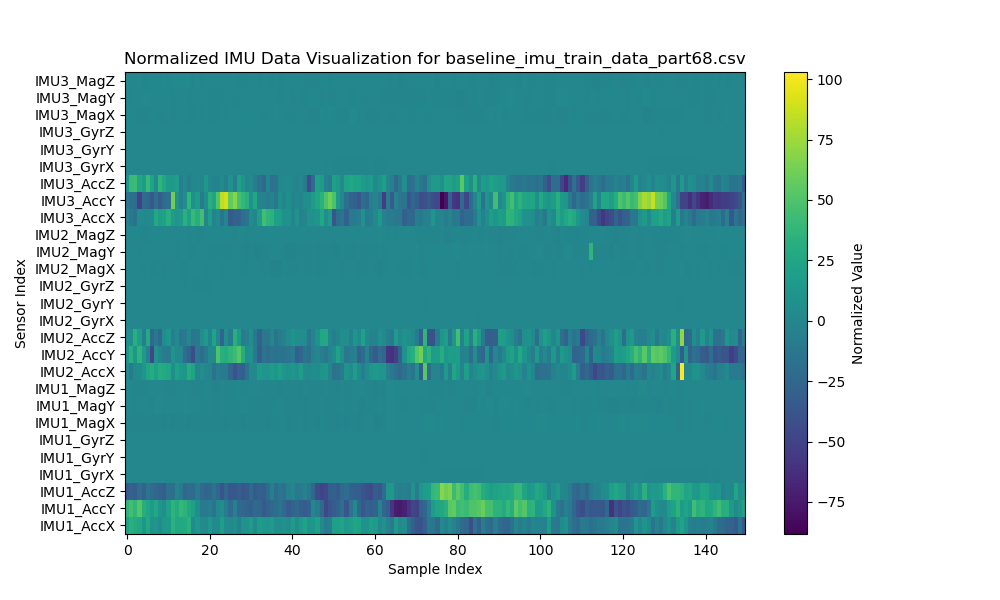 Normalized IMU Data Visualization for baseline_imu_train_data_part68.csv
IMU3_MagZ
IMU3_MagY
IMU3_MagX
IMU3_GyrZ
IMU3_GyrY
IMU3_GyrX
IMU3_AccZ
IMU3_AccY
IMU3_AccX
IMU2_MagZ
IMU2_MagY
IMU2_MagX
IMU2_GyrZ
IMU2_GyrY
IMU2_GyrX
IMU2_AccZ
IMU2_AccY
IMU2_AccX
IMU1_MagZ
IMU1_MagY
IMU1_MagX
IMU1_GyrZ
IMU1_GyrY
IMU1_GyrX
IMU1_AccZ
IMU1_AccY
IMU1_AccX
Sensor Index
0 20 40 60 80 100 120 140
Sample Index
100
75
50
25
0
−25
−50
−75
Normalized Value